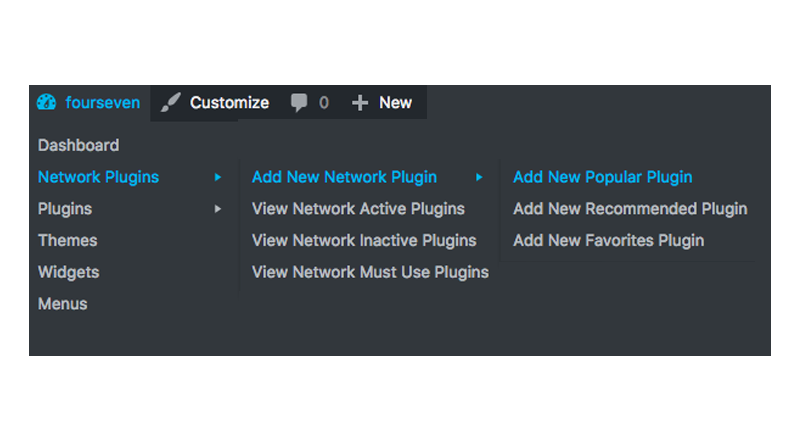 fourseven Customize 0 New
Dashboard
Network Plugins
Plugins
Themes
Widgets
Menus
Add New Network Plugin
View Network Active Plugins
View Network Inactive Plugins
View Network Must Use Plugins
Add New Popular Plugin
Add New Recommended Plugin
Add New Favorites Plugin